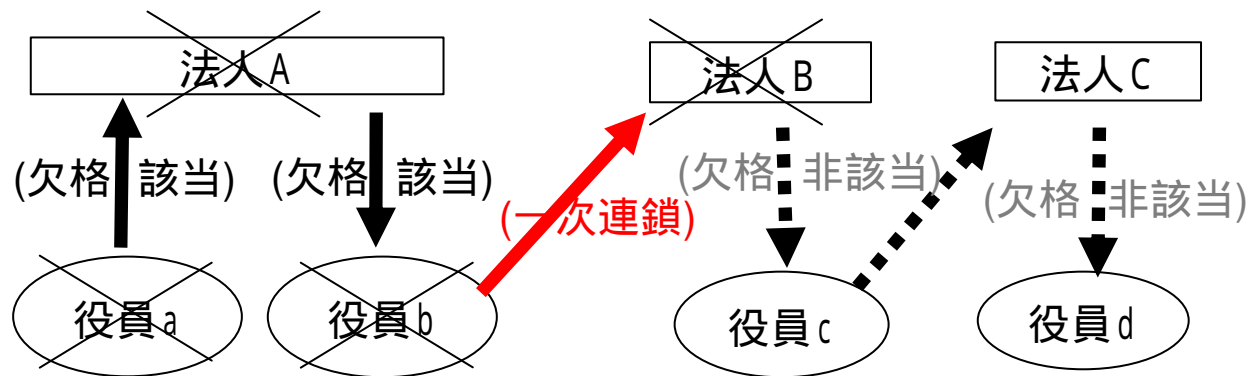 法人A
法人B
法人C
(欠格 該当)
(欠格 該当)
(欠格 非該当)
(欠格 非該当)
(一次連鎖)
役員a
役員b
役員c
役員d